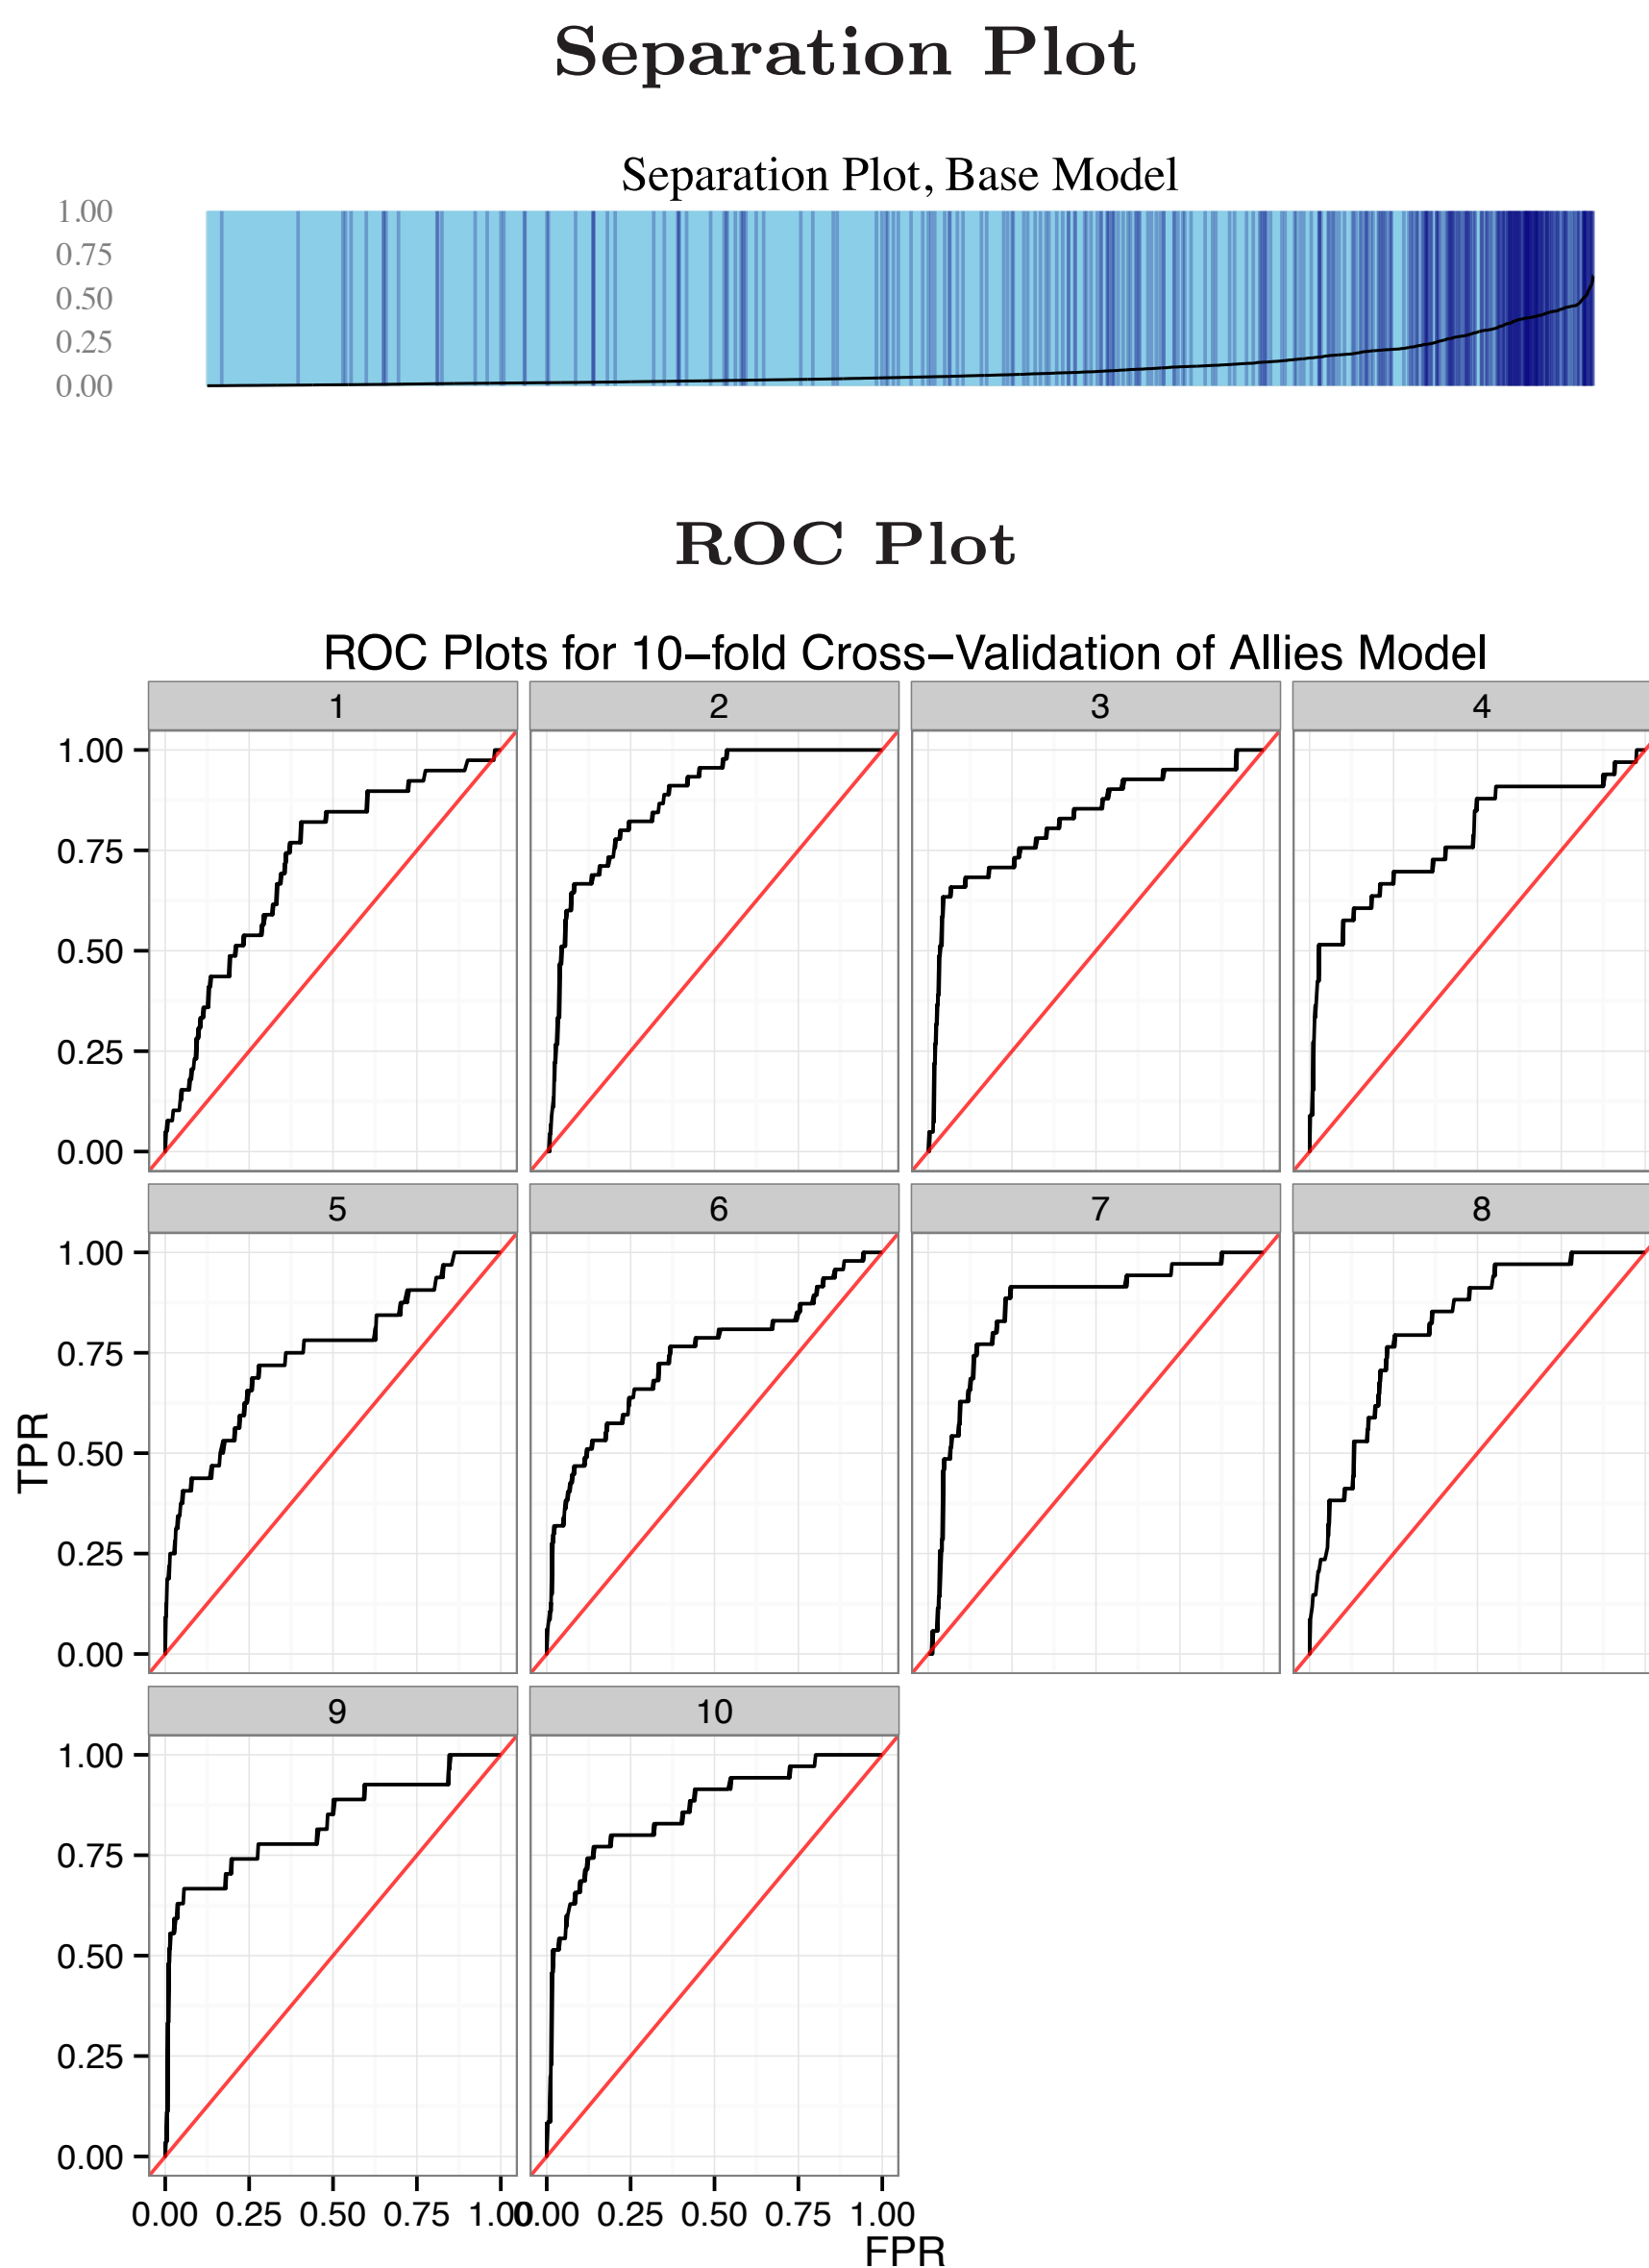 Separation Plot
Separation Plot, Base Model
1.00
0.75
0.50
0.25
0.00
ROC Plot
ROC Plots for 10−fold Cross−Validation of Allies Model
1 2 3 4
1.00
0.75
0.50
0.25
0.00
5 6 7 8
1.00
0.75
0.50
0.25
0.00
TPR
9 10
1.00
0.75
0.50
0.25
0.00
0.00 0.25 0.50 0.75 1.00 0.00 0.25 0.50 0.75 1.00
FPR